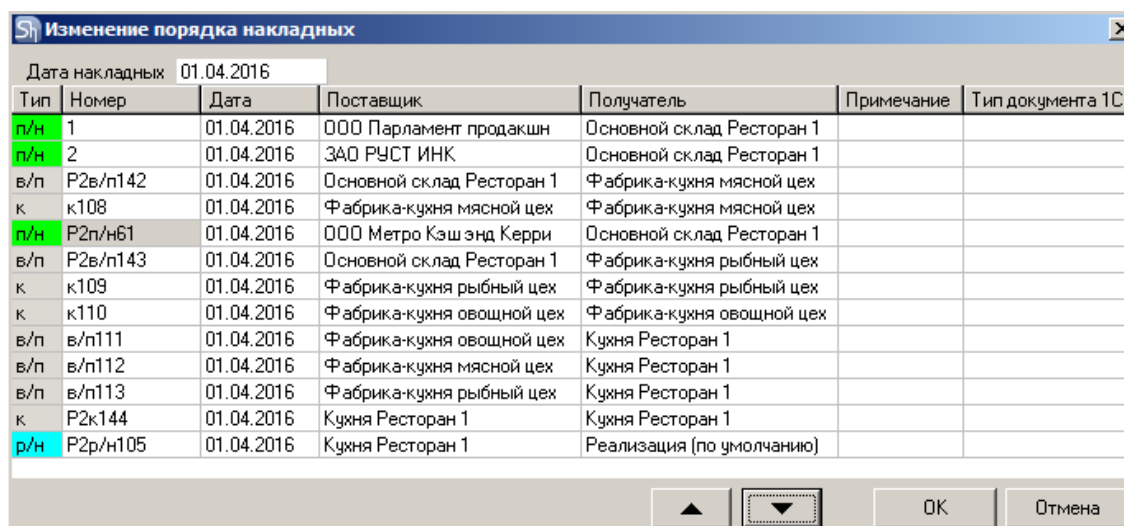 Sh Изменение порядка накладных
Дата накладных 01.04.2016
Тип Номер Дата Поставщик Получатель Примечание Тип документа 1С
п/н 1 01.04.2016 ООО Парламент продакшн Основной склад Ресторан 1
п/н 2 01.04.2016 ЗАО РУСТ ИНК Основной склад Ресторан 1
в/п Р2в/п142 01.04.2016 Основной склад Ресторан 1 Фабрика-кухня мясной цех
к к108 01.04.2016 Фабрика-кухня мясной цех Фабрика-кухня мясной цех
п/н Р2п/н61 01.04.2016 ООО Метро Кэш энд Керри Основной склад Ресторан 1
в/п Р2в/п143 01.04.2016 Основной склад Ресторан 1 Фабрика-кухня рыбный цех
к к109 01.04.2016 Фабрика-кухня рыбный цех Фабрика-кухня рыбный цех
к к110 01.04.2016 Фабрика-кухня овощной цех Фабрика-кухня овощной цех
в/п в/п111 01.04.2016 Фабрика-кухня овощной цех Кухня Ресторан 1
в/п в/п112 01.04.2016 Фабрика-кухня мясной цех Кухня Ресторан 1
в/п в/п113 01.04.2016 Фабрика-кухня рыбный цех Кухня Ресторан 1
к Р2к144 01.04.2016 Кухня Ресторан 1 Кухня Ресторан 1
р/н Р2р/н105 01.04.2016 Кухня Ресторан 1 Реализация (по умолчанию)
ОК Отмена